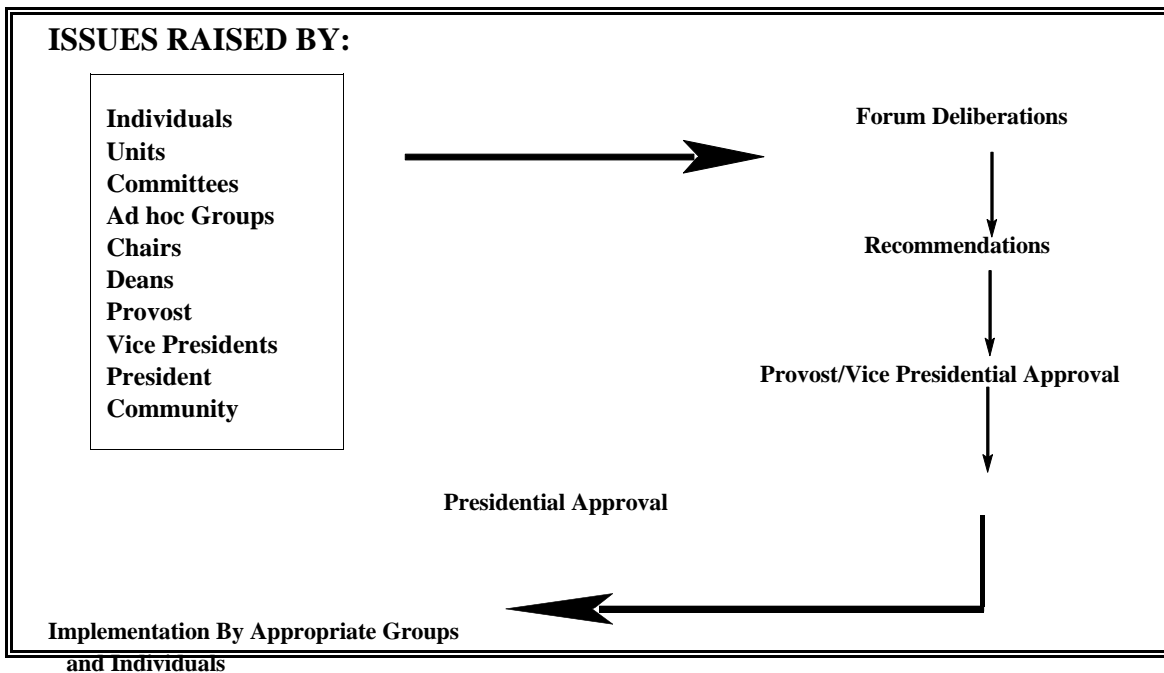 ISSUES RAISED BY:
Individuals
Units
Committees
Ad hoc Groups
Chairs
Deans
Provost
Vice Presidents
President
Community
Forum Deliberations
Recommendations
Provost/Vice Presidential Approval
Presidential Approval
Implementation By Appropriate Groups
and Individuals